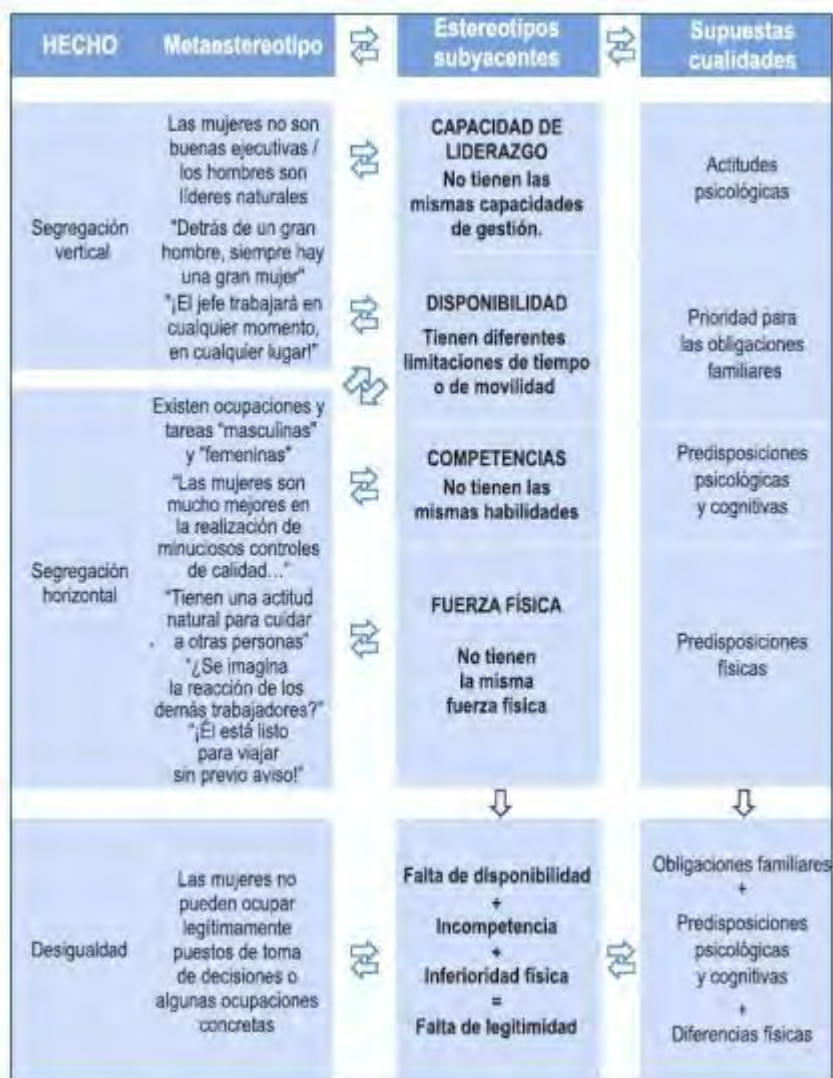 HECHO
Metaestereotipo
Estereotipos
subyacentes
Supuestas
cualidades
Segregación
vertical
Las mujeres no son
buenas ejecutivas /
los hombres son
líderes naturales
"Detrás de un gran
hombre, siempre hay
una gran mujer"
"¡El jefe trabajará en
cualquier momento,
en cualquier lugar!"
CAPACIDAD DE
LIDERAZGO
No tienen las
mismas capacidades
de gestión.
Actitudes
psicológicas
DISPONIBILIDAD
Tienen diferentes
limitaciones de tiempo
o de movilidad
Prioridad para
las obligaciones
familiares
Segregación
horizontal
Existen ocupaciones y
tareas "masculinas"
y "femeninas"
"Las mujeres son
mucho mejores en
la realización de
minuciosos controles
de calidad..."
"Tienen una actitud
natural para cuidar
a otras personas"
"¿Se imagina
la reacción de los
demás trabajadores?"
"¡Él está listo
para viajar
sin previo aviso!"
COMPETENCIAS
No tienen las
mismas habilidades
Predisposiciones
psicológicas
y cognitivas
FUERZA FÍSICA
No tienen
la misma
fuerza física
Predisposiciones
físicas
Desigualdad
Las mujeres no
pueden ocupar
legítimamente
puestos de toma
de decisiones o
algunas ocupaciones
concretas
Falta de disponibilidad
+
Incompetencia
+
Inferioridad física
=
Falta de legitimidad
Obligaciones familiares
+
Predisposiciones
psicológicas
y cognitivas
+
Diferencias físicas